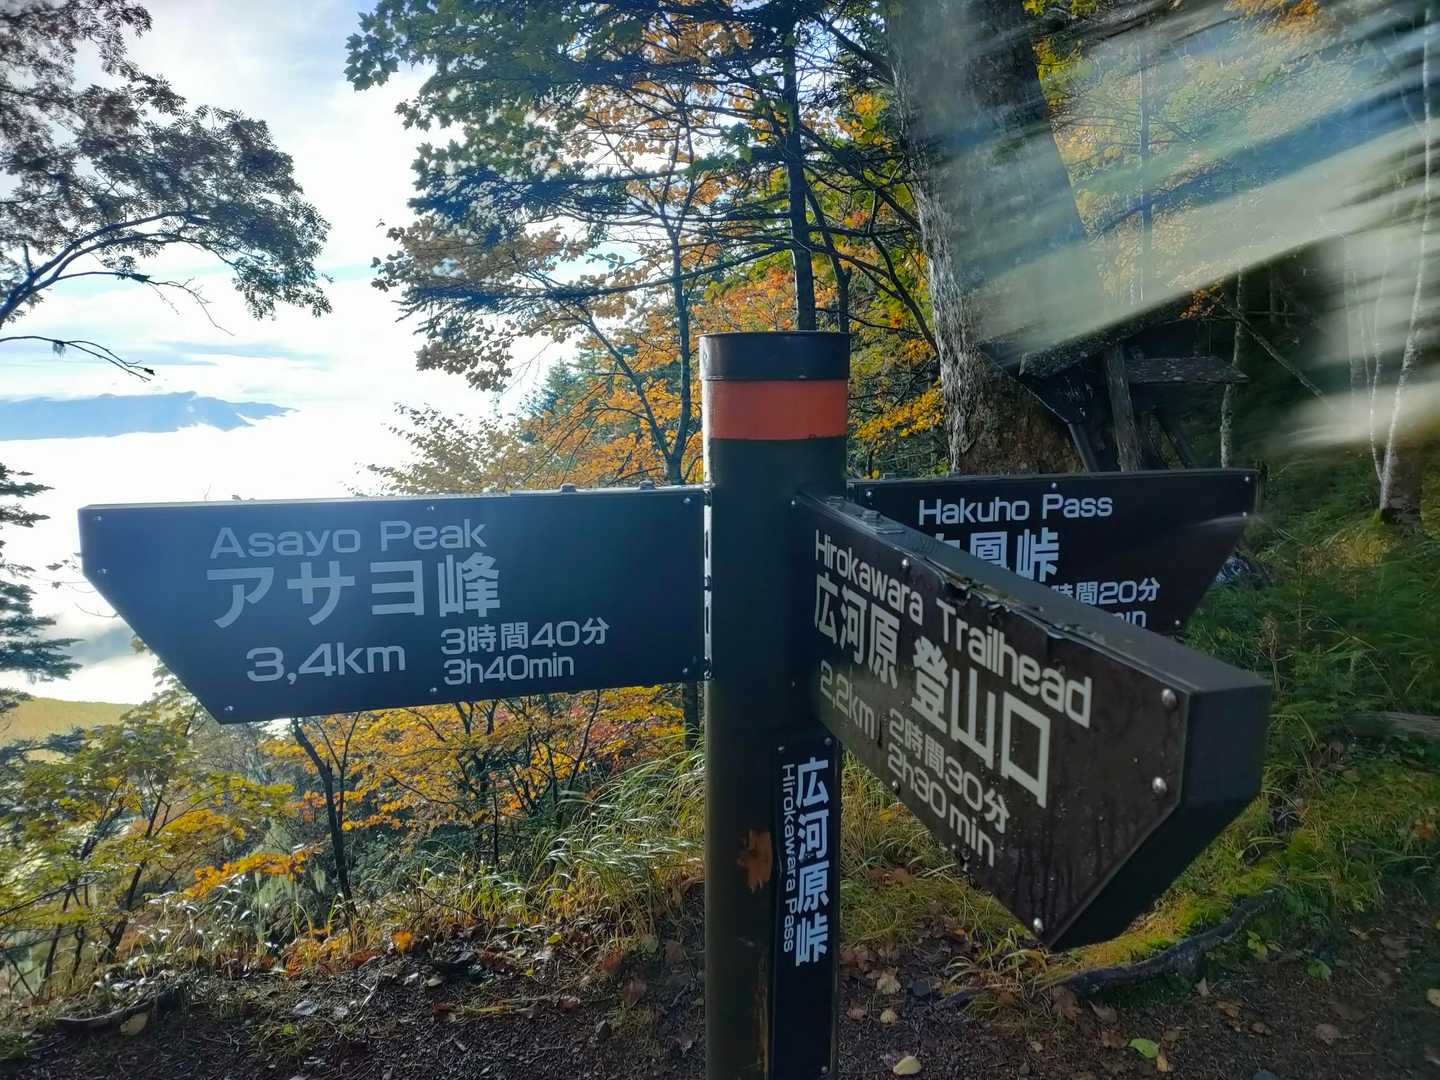 Asayo Peak
アサヨ峰
3,4km 3時間40分
3h40min
Hakuho Pass
鳳峠
時間20分
Hirokawara Trailhead
広河原 登山口
2,2km 2時間30分
2h30min
広河原峠
Hirokawara Pass